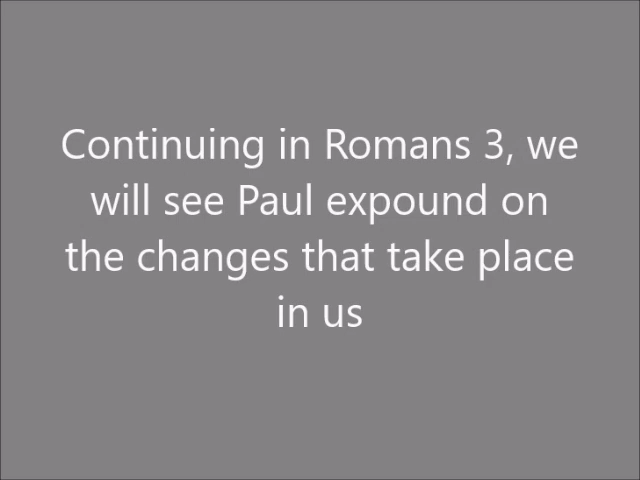 Continuing in Romans 3, we
will see Paul expound on
the changes that take place
in us